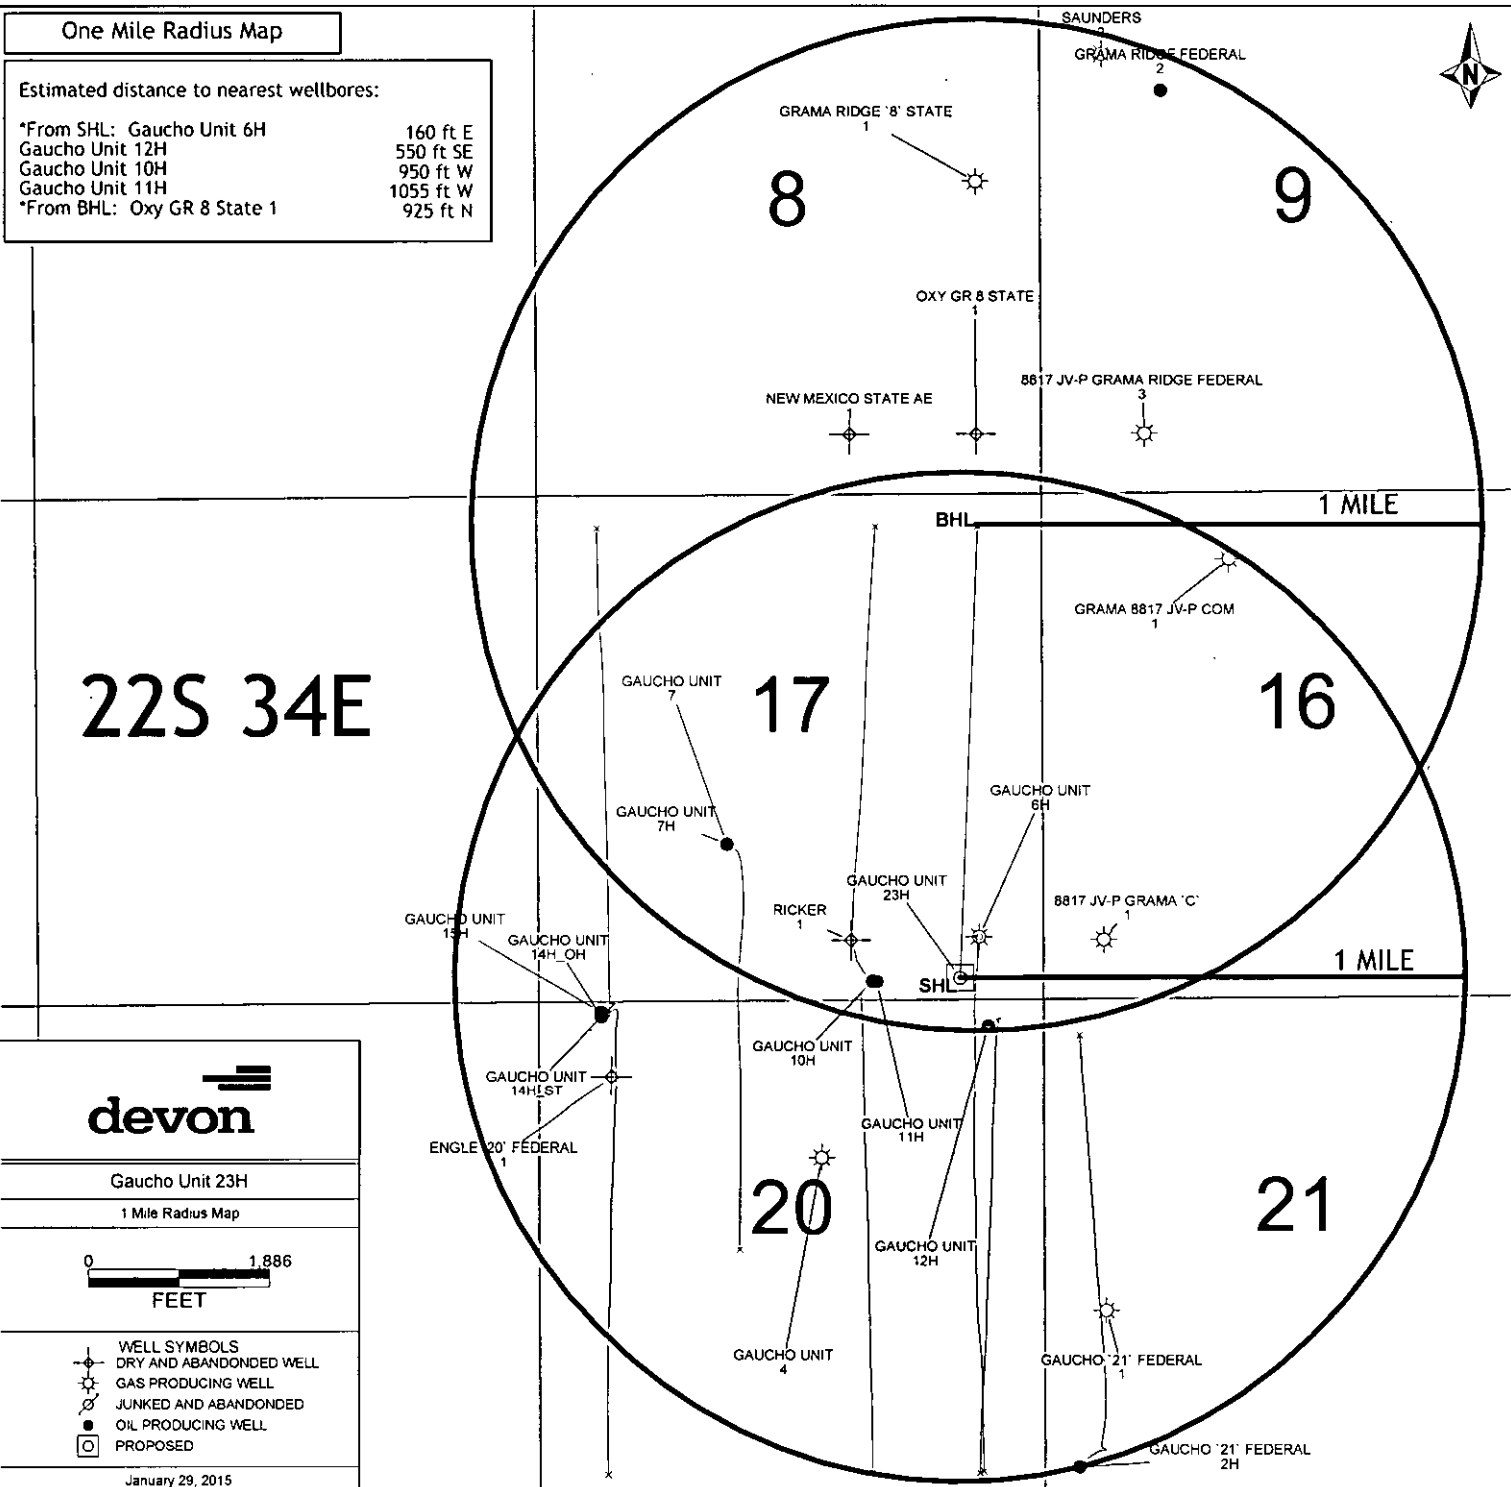 One Mile Radius Map
Estimated distance to nearest wellbores:
*From SHL: Gaucho Unit 6H 160 ft E
Gaucho Unit 12H 550 ft SE
Gaucho Unit 10H 950 ft W
Gaucho Unit 11H 1055 ft W
*From BHL: Oxy GR 8 State 1 925 ft N
SAUNDERS
GRAMA RIDGE FEDERAL
2
N
GRAMA RIDGE '8' STATE
1
8
9
OXY GR 8 STATE
1
8817 JV-P GRAMA RIDGE FEDERAL
3
NEW MEXICO STATE AE
1
1 MILE
BHL
GRAMA 8817 JV-P COM
1
22S 34E
GAUCHO UNIT
7
17
16
GAUCHO UNIT
6H
GAUCHO UNIT
7H
GAUCHO UNIT
23H
8817 JV-P GRAMA 'C'
1
RICKER
1
GAUCHO UNIT
15H
GAUCHO UNIT
14H_OH
1 MILE
SHL
GAUCHO UNIT
10H
GAUCHO UNIT
14H_ST
GAUCHO UNIT
11H
ENGLE '20' FEDERAL
1
20
21
GAUCHO UNIT
12H
GAUCHO UNIT
4
GAUCHO '21' FEDERAL
1
GAUCHO '21' FEDERAL
2H
devon
Gaucho Unit 23H
1 Mile Radius Map
0 1,886
FEET
WELL SYMBOLS
DRY AND ABANDONDED WELL
GAS PRODUCING WELL
JUNKED AND ABANDONDED
OIL PRODUCING WELL
PROPOSED
January 29, 2015